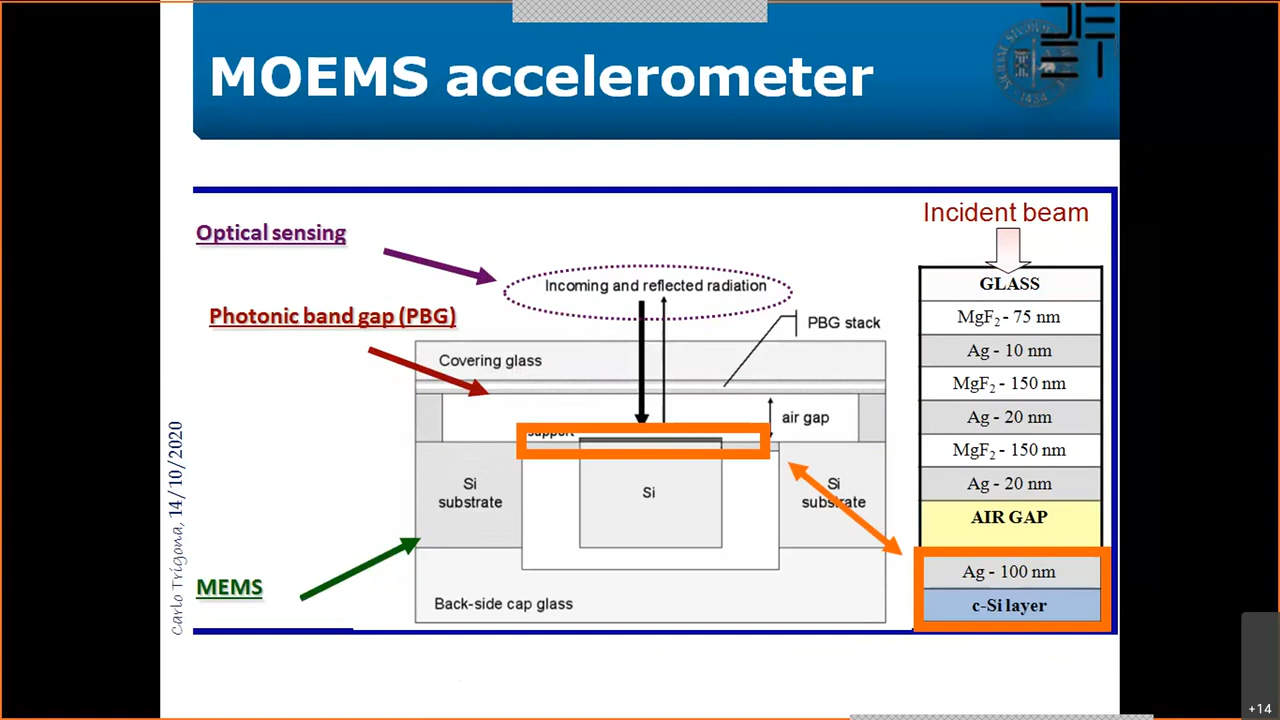 MOEMS accelerometer
Optical sensing
Photonic band gap (PBG)
MEMS
Incoming and reflected radiation
PBG stack
Covering glass
air gap
support
Si
substrate
Si
Si
substrate
Back-side cap glass
Incident beam
GLASS
MgF₂ - 75 nm
Ag - 10 nm
MgF₂ - 150 nm
Ag - 20 nm
MgF₂ - 150 nm
Ag - 20 nm
AIR GAP
Ag - 100 nm
c-Si layer
Carlo Trigona, 14/10/2020
1434
+14